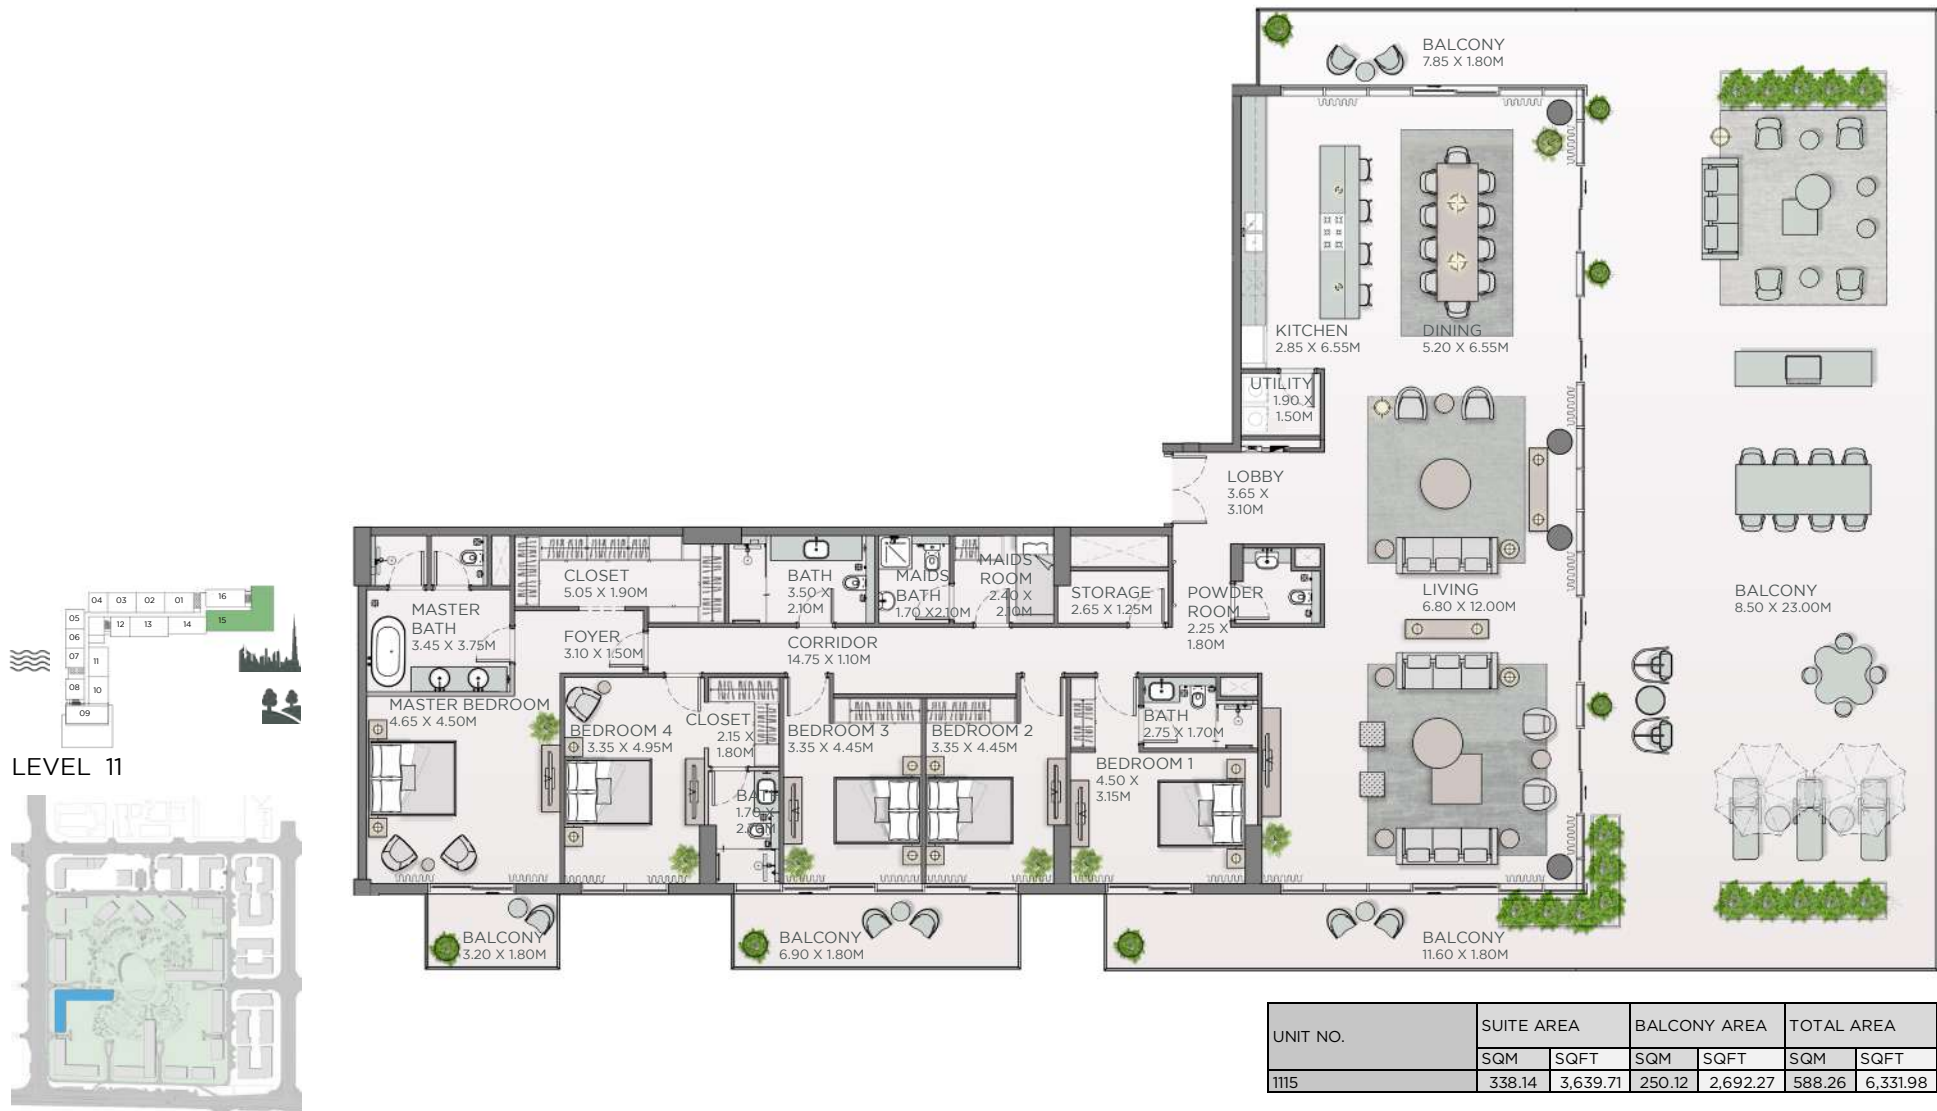 BALCONY
7.85 X 1.80M
KITCHEN
2.85 X 6.55M
DINING
5.20 X 6.55M
UTILITY
1.90 X
1.50M
LOBBY
3.65 X
3.10M
CLOSET
5.05 X 1.90M
BATH
3.50 X
2.10M
MAIDS
BATH
1.70 X2.10M
MAIDS
ROOM
2.40 X
2.10M
STORAGE
2.65 X 1.25M
POWDER
ROOM
2.25 X
1.80M
LIVING
6.80 X 12.00M
BALCONY
8.50 X 23.00M
MASTER
BATH
3.45 X 3.75M
FOYER
3.10 X 1.50M
CORRIDOR
14.75 X 1.10M
MASTER BEDROOM
4.65 X 4.50M
BEDROOM 4
3.35 X 4.95M
CLOSET
2.15 X
1.80M
BATH
1.70 X
BEDROOM 3
3.35 X 4.45M
BEDROOM 2
3.35 X 4.45M
BATH
2.75 X 1.70M
BEDROOM 1
4.50 X
3.15M
BALCONY
3.20 X 1.80M
BALCONY
6.90 X 1.80M
BALCONY
11.60 X 1.80M
04 03 02 01 16
05 12 13 14 15
06
07 11
08 10
09
LEVEL 11
UNIT NO. SUITE AREA BALCONY AREA TOTAL AREA
SQM SQFT SQM SQFT SQM SQFT
1115 338.14 3,639.71 250.12 2,692.27 588.26 6,331.98